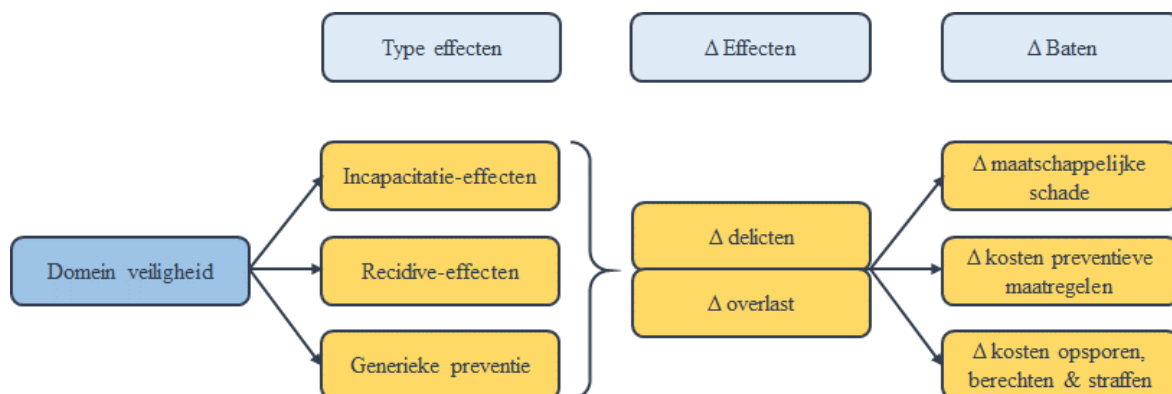 Type effecten
Δ Effecten
Δ Baten
Incapacitatie-effecten
Δ maatschappelijke
schade
Δ delicten
Domein veiligheid
Recidive-effecten
Δ kosten preventieve
maatregelen
Δ overlast
Generieke preventie
Δ kosten opsporen,
berechten & straffen